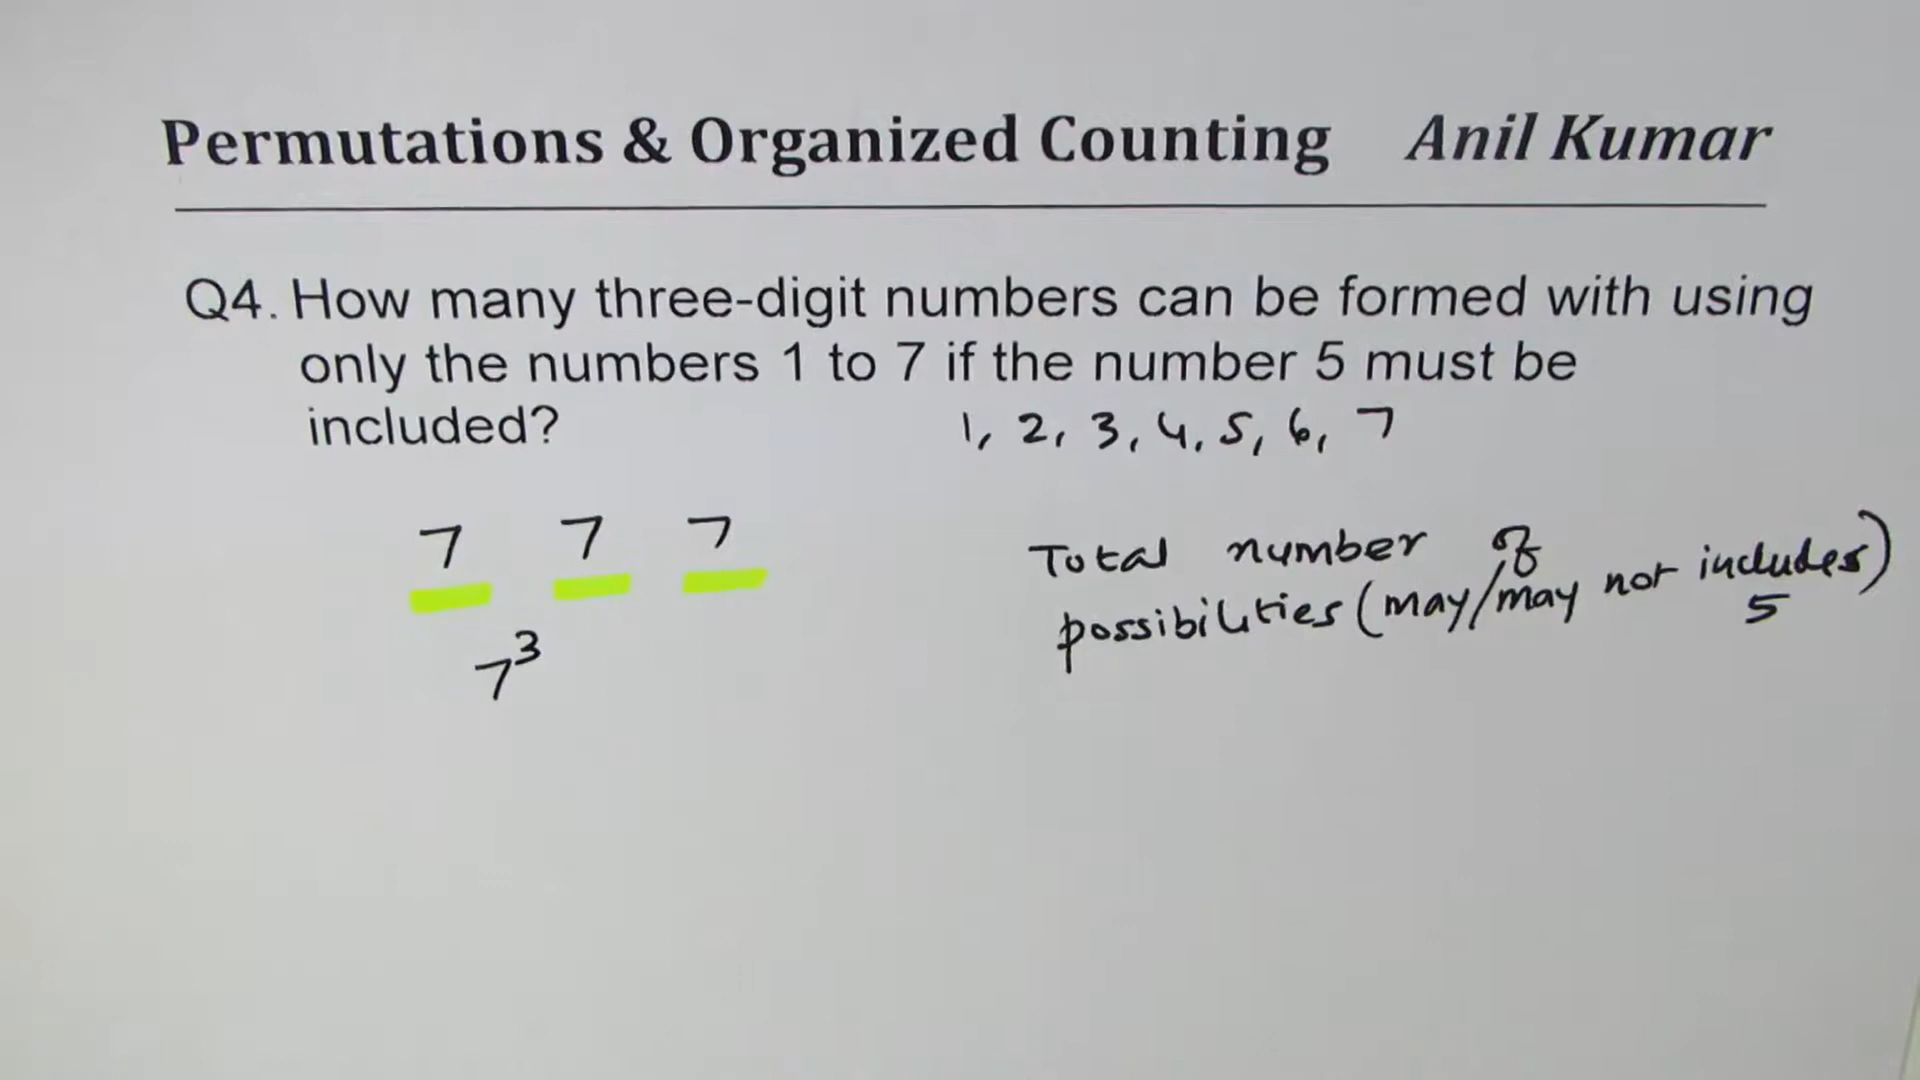 Permutations & Organized Counting Anil Kumar
Q4. How many three-digit numbers can be formed with using
only the numbers 1 to 7 if the number 5 must be
included?
1, 2, 3, 4, 5, 6, 7
7 7 7
7³
Total number of
possibilities (may/may not includes)
5